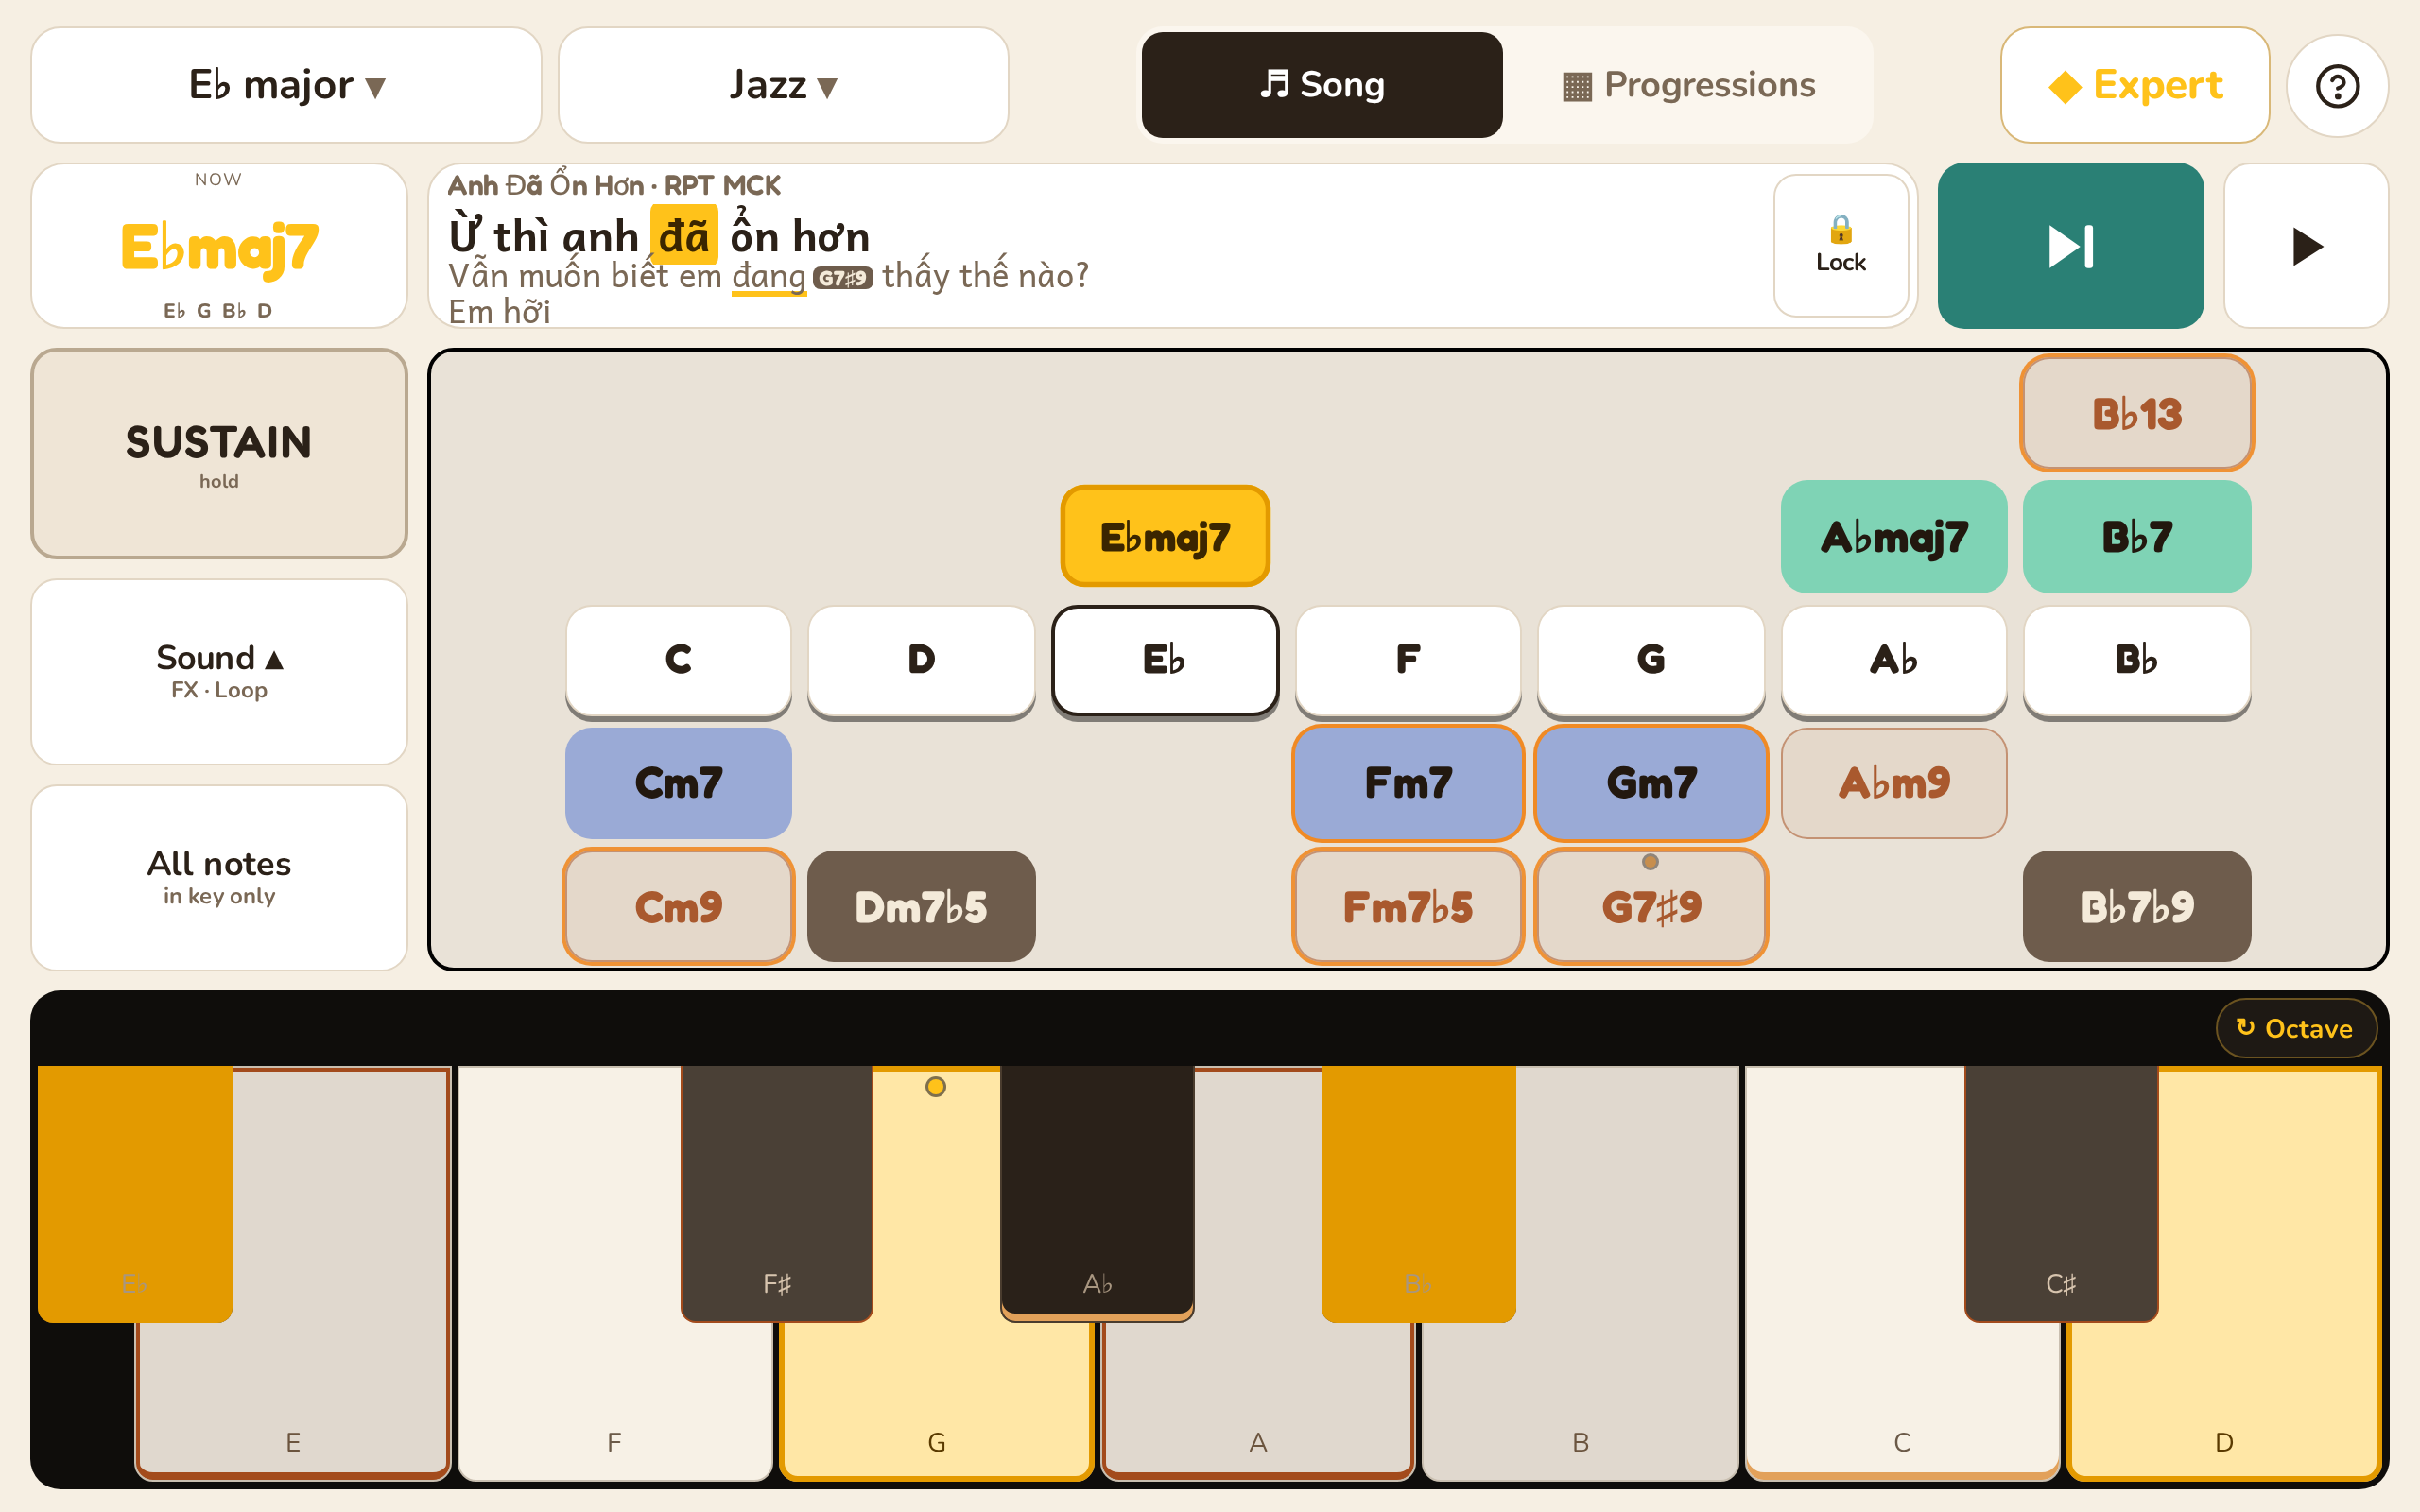 E♭ major ▼
Jazz ▼
♬ Song
▦ Progressions
◆ Expert
?
NOW
E♭maj7
E♭ G B♭ D
Anh Đã Ổn Hơn · RPT MCK
Ừ thì anh đã ổn hơn
Vẫn muốn biết em đang G7♯9 thấy thế nào?
Em hỡi
🔒
Lock
SUSTAIN
hold
Sound ▲
FX · Loop
All notes
in key only
B♭13
E♭maj7
A♭maj7
B♭7
C
D
E♭
F
G
A♭
B♭
Cm7
Fm7
Gm7
A♭m9
Cm9
Dm7♭5
Fm7♭5
G7♯9
B♭7♭9
↻ Octave
E♭
F♯
A♭
B♭
C♯
E
F
G
A
B
C
D